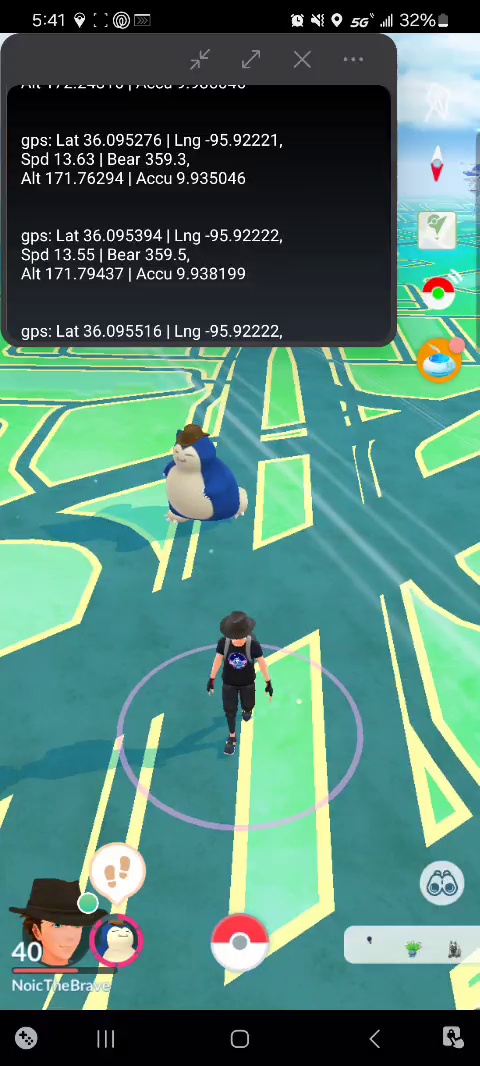 5:41
5G
32%
gps: Lat 36.095276 | Lng -95.92221,
Spd 13.63 | Bear 359.3,
Alt 171.76294 | Accu 9.935046
gps: Lat 36.095394 | Lng -95.92222,
Spd 13.55 | Bear 359.5,
Alt 171.79437 | Accu 9.938199
gps: Lat 36.095516 | Lng -95.92222,
40
NoicTheBrave